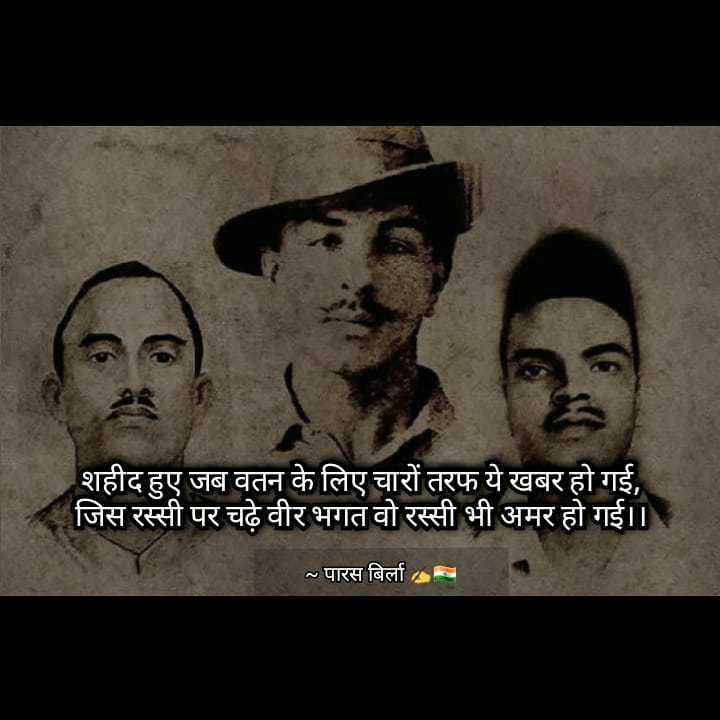 शहीद हुए जब वतन के लिए चारों तरफ ये खबर हो गई,
जिस रस्सी पर चढ़े वीर भगत वो रस्सी भी अमर हो गई।।
~ पारस बिर्ला ✍️🇮🇳